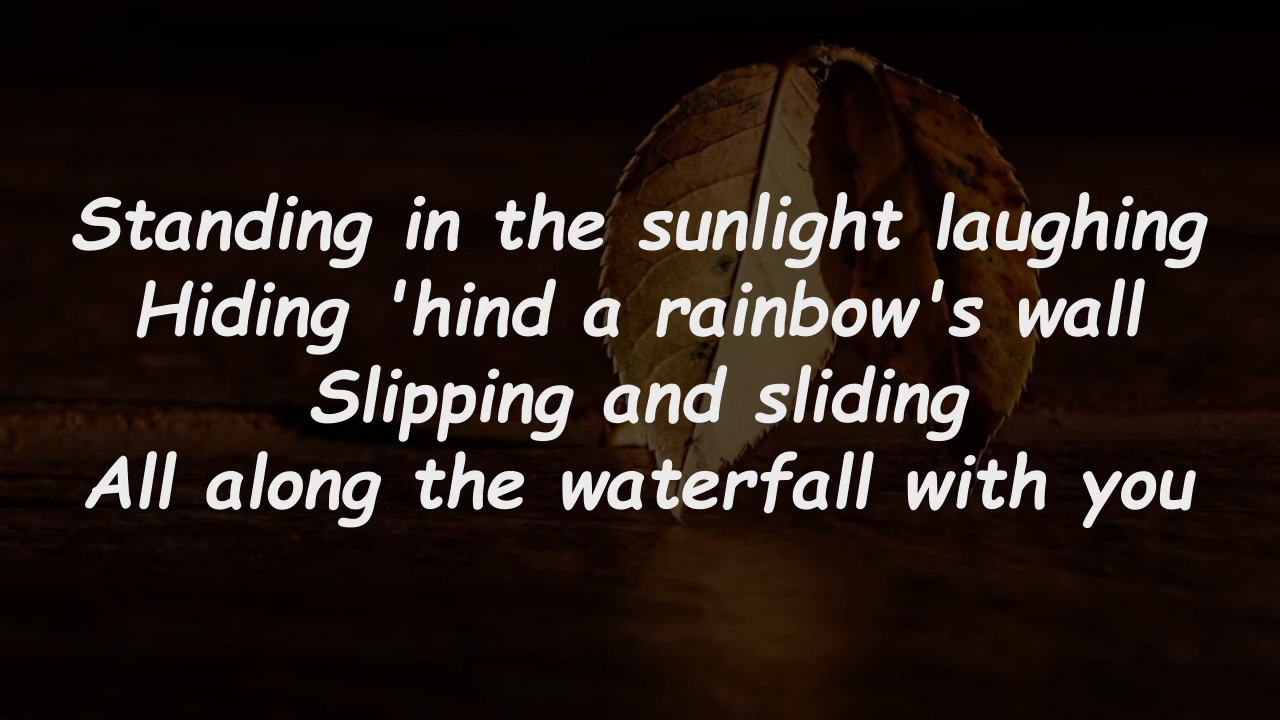 Standing in the sunlight laughing
Hiding 'hind a rainbow's wall
Slipping and sliding
All along the waterfall with you